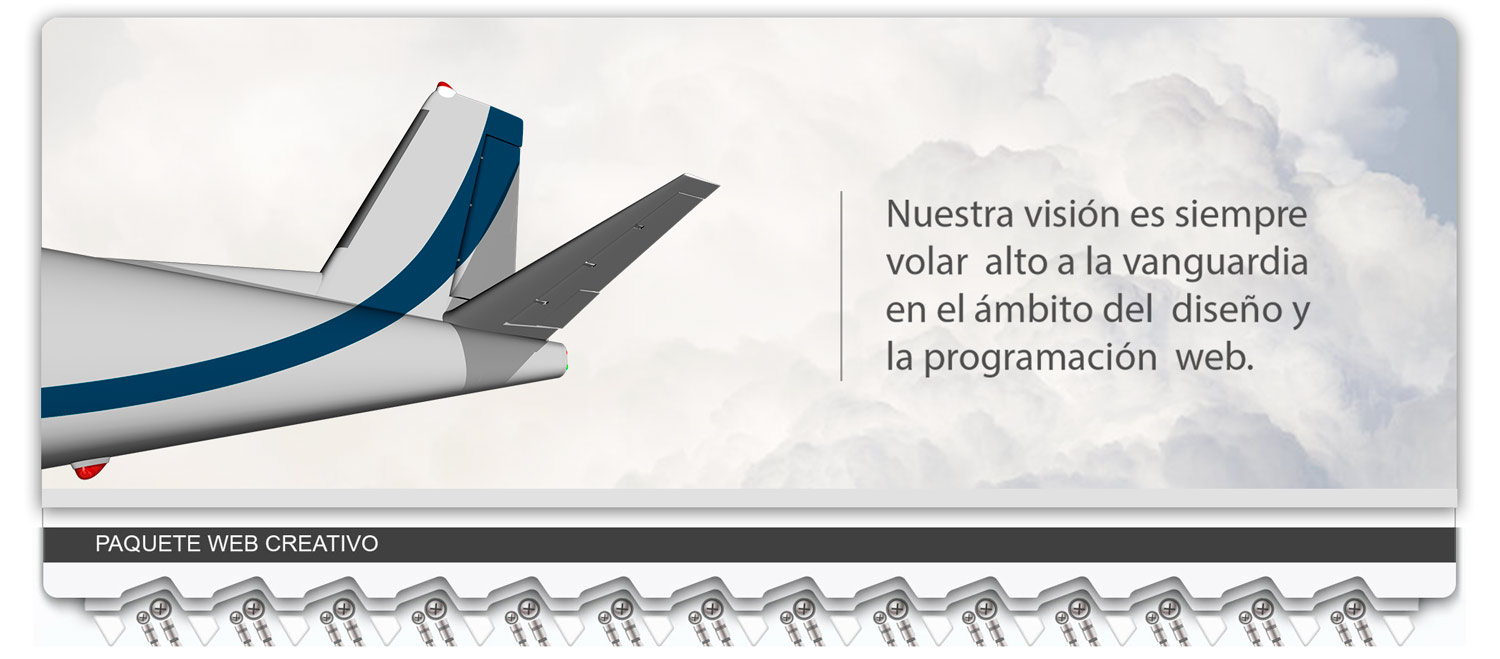 Nuestra visión es siempre
volar alto a la vanguardia
en el ámbito del diseño y
la programación web.
PAQUETE WEB CREATIVO